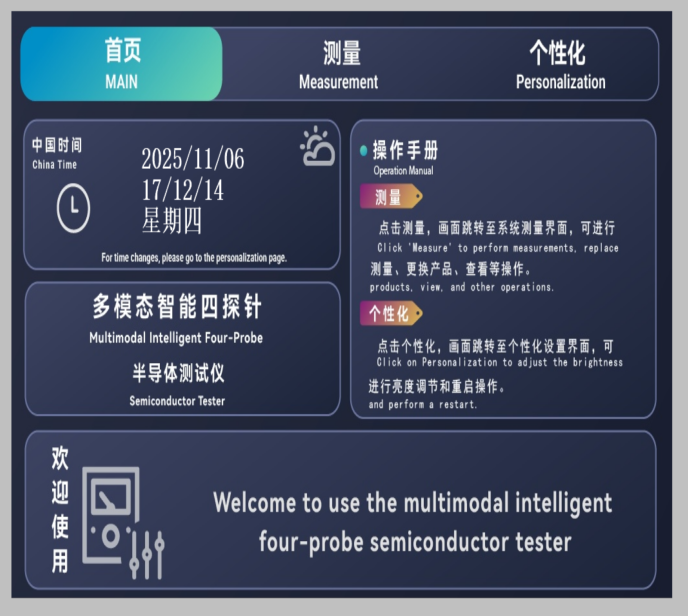 首页
MAIN
测量
Measurement
个性化
Personalization
中国时间
China Time
2025/11/06
17/12/14
星期四
For time changes, please go to the personalization page.
多模态智能四探针
Multimodal Intelligent Four-Probe
半导体测试仪
Semiconductor Tester
操作手册
Operation Manual
测量
点击测量，画面跳转至系统测量界面，可进行
Click 'Measure' to perform measurements, replace
测量、更换产品、查看等操作。
products, view, and other operations.
个性化
点击个性化，画面跳转至个性化设置界面，可
Click on Personalization to adjust the brightness
进行亮度调节和重启操作。
and perform a restart.
欢迎使用
Welcome to use the multimodal intelligent
four-probe semiconductor tester